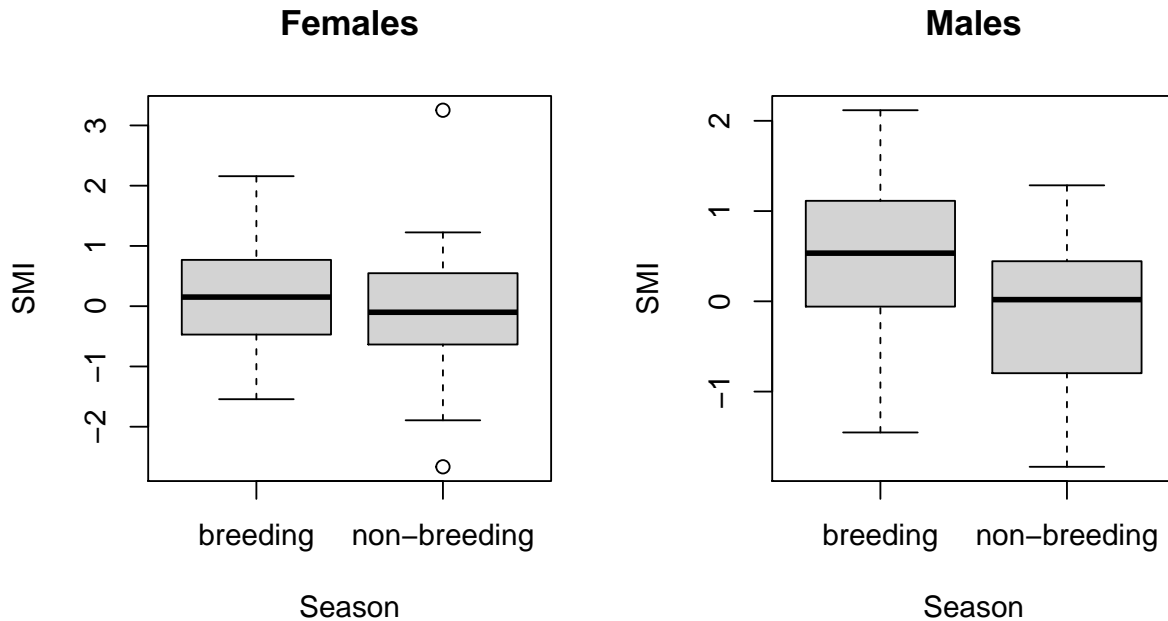 Females
3
2
1
0
−1
−2
SMI
breeding
non−breeding
Season
Males
2
1
0
−1
SMI
breeding
non−breeding
Season